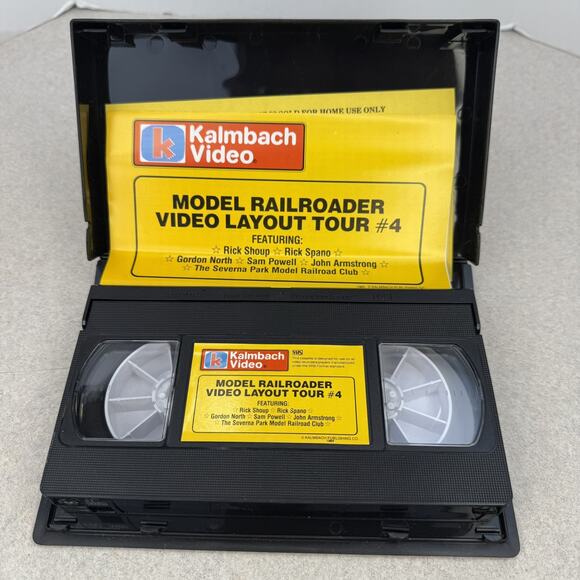 SOLD FOR HOME USE ONLY
k Kalmbach
Video®
MODEL RAILROADER
VIDEO LAYOUT TOUR #4
FEATURING:
☆ Rick Shoup ☆ Rick Spano ☆
☆ Gordon North ☆ Sam Powell ☆ John Armstrong ☆
☆ The Severna Park Model Railroad Club ☆
k Kalmbach
Video®
VHS
MODEL RAILROADER
VIDEO LAYOUT TOUR #4
FEATURING:
☆ Rick Shoup ☆ Rick Spano ☆
☆ Gordon North ☆ Sam Powell ☆ John Armstrong ☆
☆ The Severna Park Model Railroad Club ☆
© KALMBACH PUBLISHING CO.